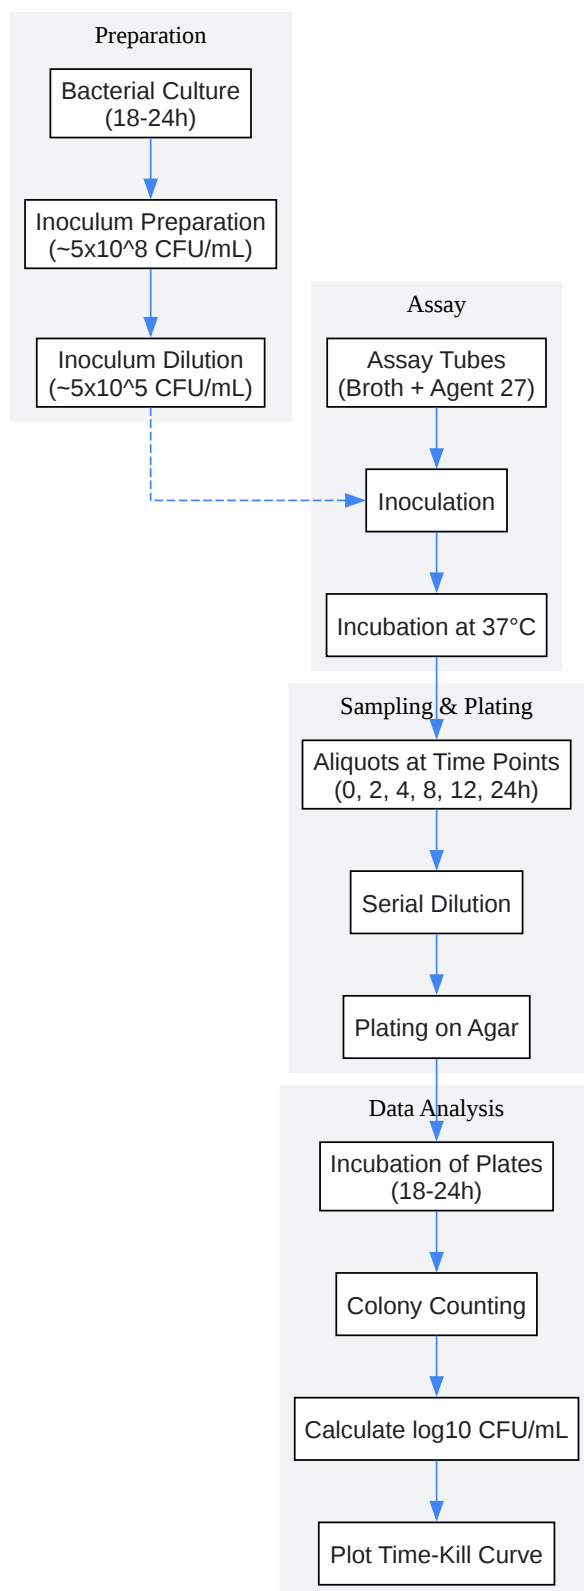 Preparation
Bacterial Culture
(18-24h)
Inoculum Preparation
(~5x10^8 CFU/mL)
Inoculum Dilution
(~5x10^5 CFU/mL)
Assay
Assay Tubes
(Broth + Agent 27)
Inoculation
Incubation at 37°C
Sampling & Plating
Aliquots at Time Points
(0, 2, 4, 8, 12, 24h)
Serial Dilution
Plating on Agar
Data Analysis
Incubation of Plates
(18-24h)
Colony Counting
Calculate log10 CFU/mL
Plot Time-Kill Curve